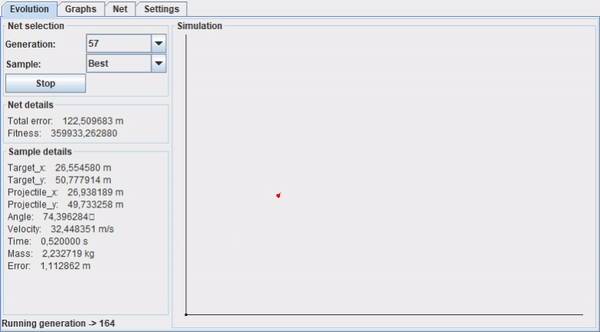 Evolution Graphs Net Settings
Net selection
Generation: 57
Sample: Best
Stop
Net details
Total error: 122,509683 m
Fitness: 359933,262880
Sample details
Target_x: 26,554580 m
Target_y: 50,777914 m
Projectile_x: 26,938189 m
Projectile_y: 49,733258 m
Angle: 74,396284□
Velocity: 32,448351 m/s
Time: 0,520000 s
Mass: 2,232719 kg
Error: 1,112862 m
Running generation -> 164
Simulation